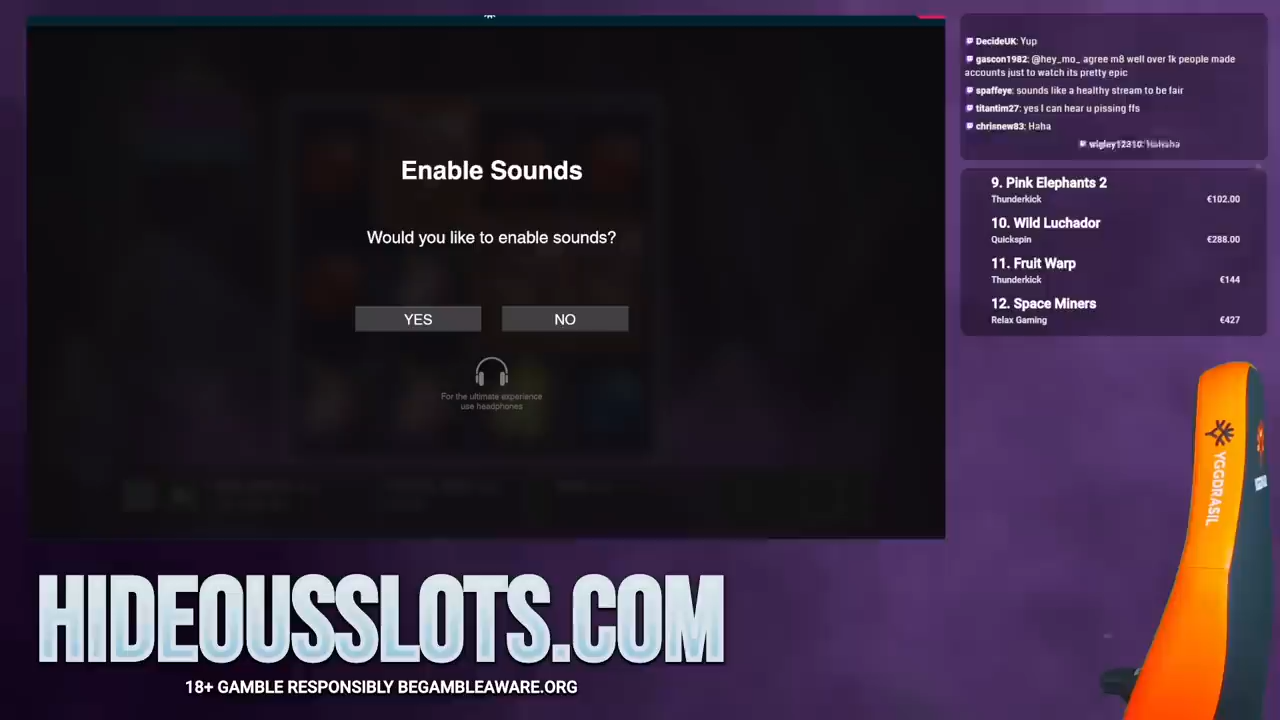 DecideUK: Yup
gascon1982: @hey_mo_ agree m8 well over 1k people made
accounts just to watch its pretty epic
spaffeye: sounds like a healthy stream to be fair
titantim27: yes I can hear u pissing ffs
chrisnew83: Haha
Enable Sounds
Would you like to enable sounds?
YES NO
For the ultimate experience
use headphones
9. Pink Elephants 2
Thunderkick €102.00
10. Wild Luchador
Quickspin €288.00
11. Fruit Warp
Thunderkick €144
12. Space Miners
Relax Gaming €427
YGGDRASIL
HIDEOUSSLOTS.COM
18+ GAMBLE RESPONSIBLY BEGAMBLEAWARE.ORG